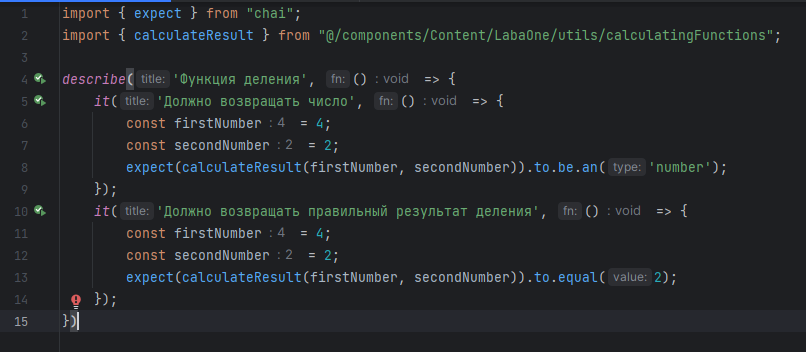 1 import { expect } from "chai";
2 import { calculateResult } from "@/components/Content/LabaOne/utils/calculatingFunctions";
3
4 describe( title: 'Функция деления', fn: () : void => {
5 it( title: 'Должно возвращать число', fn: () : void => {
6 const firstNumber : 4 = 4;
7 const secondNumber : 2 = 2;
8 expect(calculateResult(firstNumber, secondNumber)).to.be.an( type: 'number');
9 });
10 it( title: 'Должно возвращать правильный результат деления', fn: () : void => {
11 const firstNumber : 4 = 4;
12 const secondNumber : 2 = 2;
13 expect(calculateResult(firstNumber, secondNumber)).to.equal( value: 2);
14 });
15 })